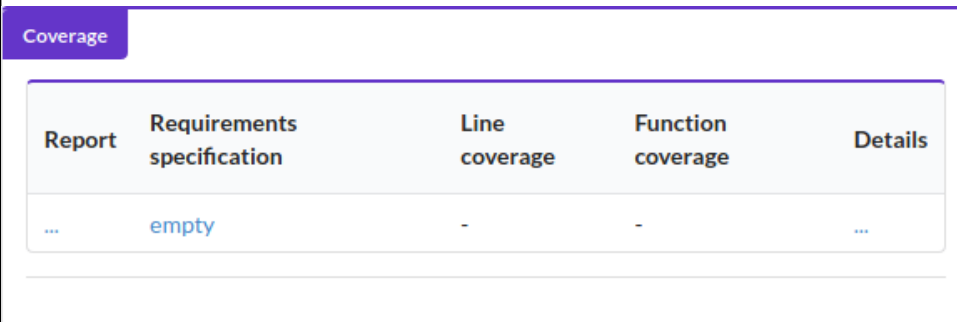 Coverage
Report Requirements specification Line coverage Function coverage Details
... empty - - ...